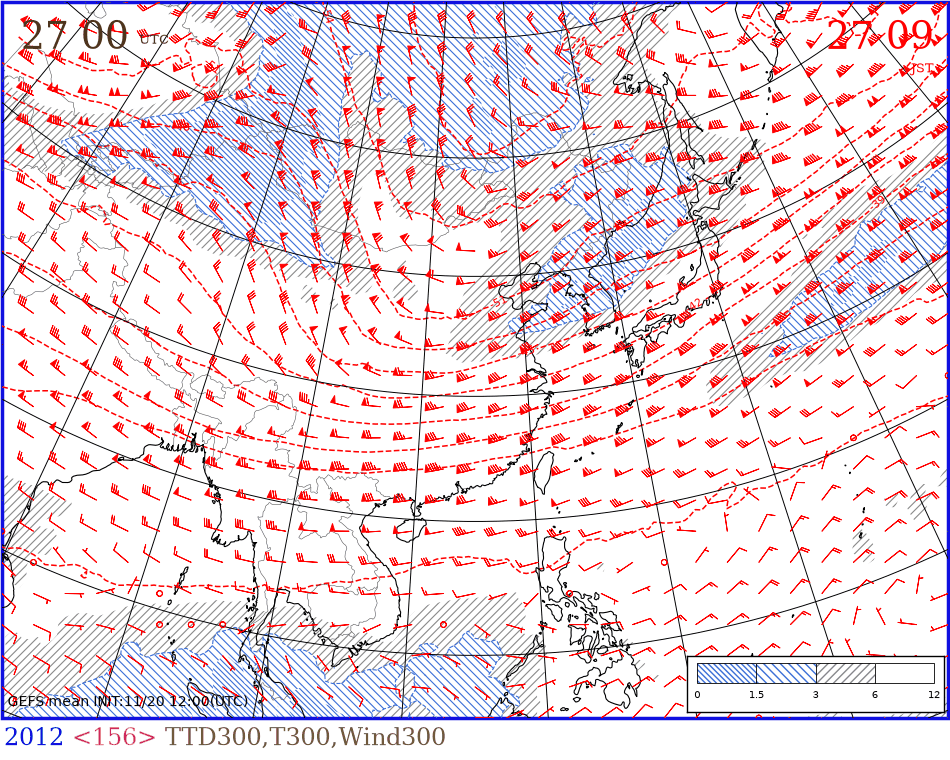 27 00 UTC
27 09 JST
-39
-42
-51
-3
0 1.5 3 6 12
GEFS mean INIT:11/20 12:00(UTC)
2012 <156> TTD300,T300,Wind300